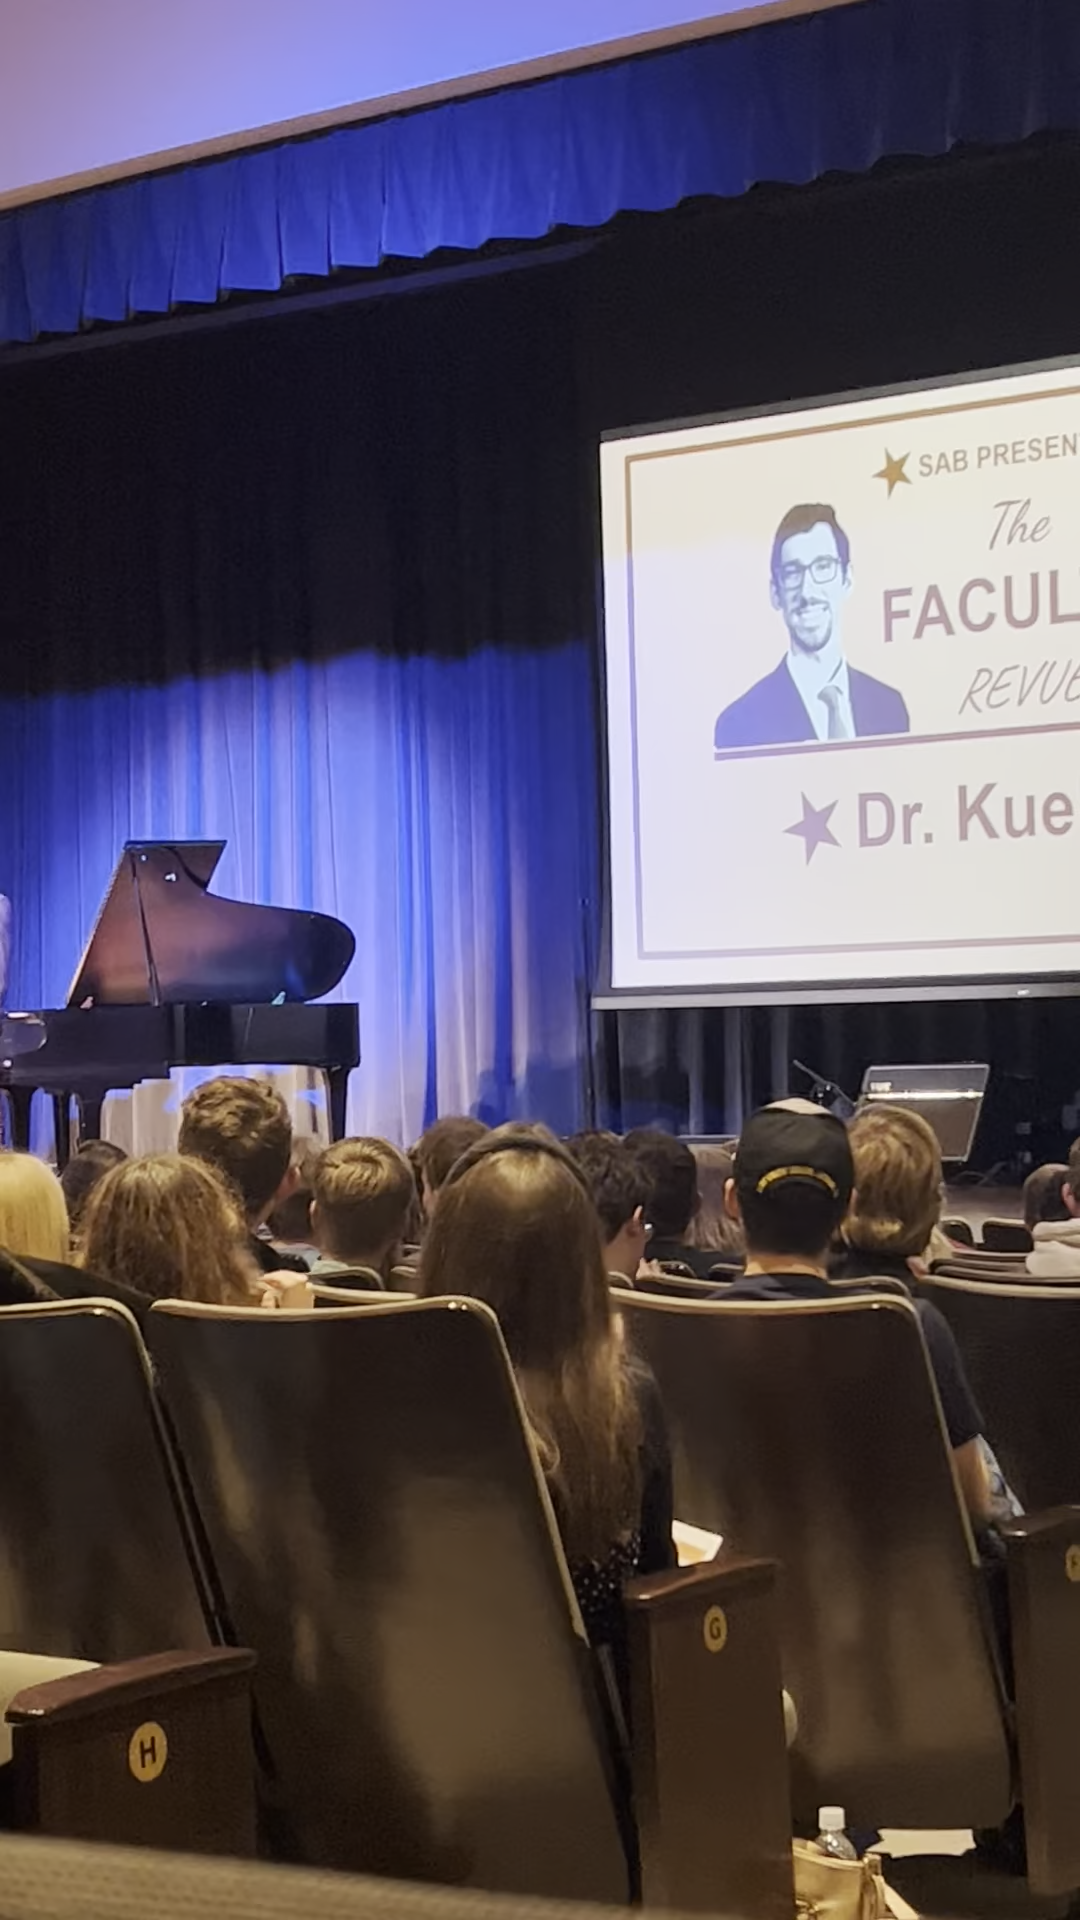 SAB PRESEN
The
FACUL
REVUE
Dr. Kue
G
H